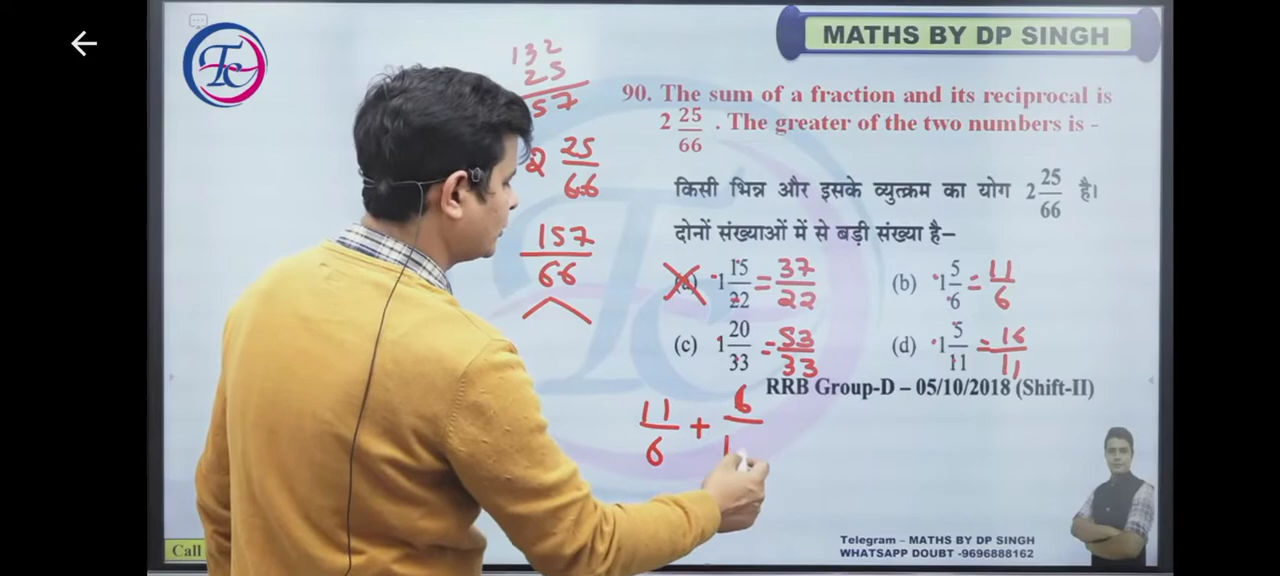 Tc
MATHS BY DP SINGH
132
25
57
2 25/66
157/66
90. The sum of a fraction and its reciprocal is
2 25/66 . The greater of the two numbers is -
किसी भिन्न और इसके व्युत्क्रम का योग 2 25/66 है।
दोनों संख्याओं में से बड़ी संख्या है–
(a) 1 15/22 = 37/22 (b) 1 5/6 = 11/6
(c) 1 20/33 = 53/33 (d) 1 5/11 = 16/11
RRB Group-D – 05/10/2018 (Shift-II)
11/6 + 6/1
Call
Telegram – MATHS BY DP SINGH
WHATSAPP DOUBT -9696888162